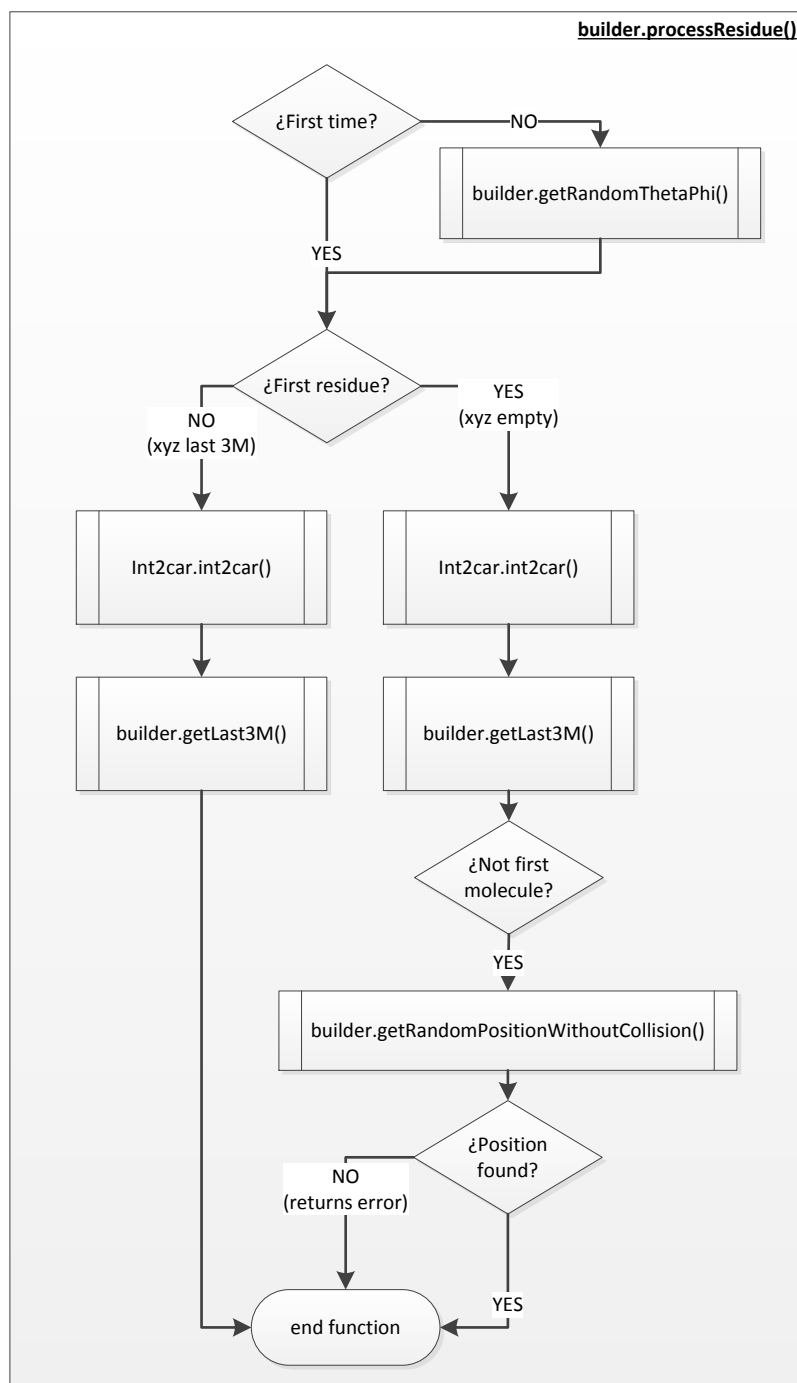 builder.processResidue()
¿First time?
NO
builder.getRandomThetaPhi()
YES
¿First residue?
NO
(xyz last 3M)
YES
(xyz empty)
Int2car.int2car()
Int2car.int2car()
builder.getLast3M()
builder.getLast3M()
¿Not first
molecule?
YES
builder.getRandomPositionWithoutCollision()
¿Position
found?
NO
(returns error)
YES
end function